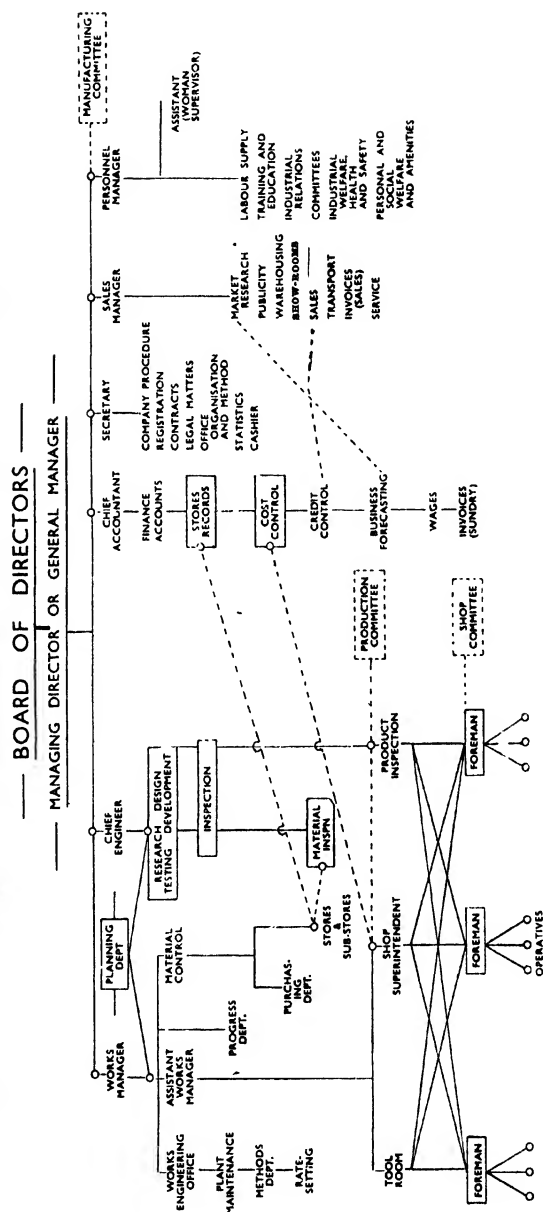 BOARD OF DIRECTORS
MANAGING DIRECTOR OR GENERAL MANAGER
MANUFACTURING
COMMITTEE
WORKS
MANAGER
PLANNING
DEPT
CHIEF
ENGINEER
CHIEF
ACCOUNTANT
SECRETARY
SALES
MANAGER
PERSONNEL
MANAGER
ASSISTANT
WORKS
MANAGER
RESEARCH DESIGN
TESTING DEVELOPMENT
FINANCE
ACCOUNTS
COMPANY PROCEDURE
REGISTRATION
CONTRACTS
LEGAL MATTERS
OFFICE
ORGANISATION
AND METHOD
STATISTICS
CASHIER
ASSISTANT
(WOMAN
SUPERVISOR)
WORKS
ENGINEERING
OFFICE
MATERIAL
CONTROL
INSPECTION
STORES
RECORDS
MARKET
RESEARCH
PUBLICITY
WAREHOUSING
SHOW-ROOMS
SALES
TRANSPORT
INVOICES
(SALES)
SERVICE
LABOUR SUPPLY
TRAINING AND
EDUCATION
INDUSTRIAL
RELATIONS
COMMITTEES
INDUSTRIAL
WELFARE,
HEALTH
AND SAFETY
PERSONAL AND
SOCIAL
WELFARE
AND AMENITIES
PLANT
MAINTENANCE
PROGRESS
DEPT.
METHODS
DEPT.
COST
CONTROL
RATE-
SETTING
PURCHAS-
ING DEPT.
STORES
&
SUB-STORES
MATERIAL
INSPN
CREDIT
CONTROL
BUSINESS
FORECASTING
PRODUCTION
COMMITTEE
TOOL
ROOM
SHOP
SUPERINTENDENT
PRODUCT
INSPECTION
WAGES
INVOICES
(SUNDRY)
SHOP
COMMITTEE
FOREMAN
FOREMAN
FOREMAN
OPERATIVES